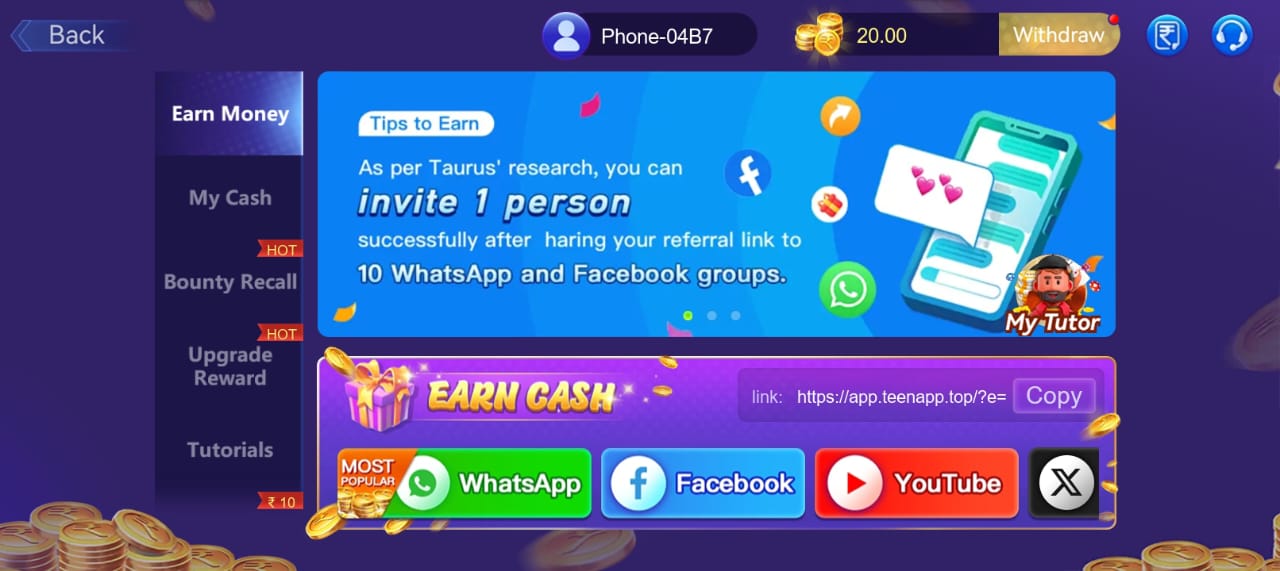 Back
Phone-04B7
20.00
Withdraw
Earn Money
My Cash
HOT
Bounty Recall
HOT
Upgrade
Reward
Tutorials
₹ 10
Tips to Earn
As per Taurus' research, you can
invite 1 person
successfully after haring your referral link to
10 WhatsApp and Facebook groups.
My Tutor
EARN CASH
link: https://app.teenapp.top/?e=
Copy
MOST
POPULAR
WhatsApp
Facebook
YouTube
X